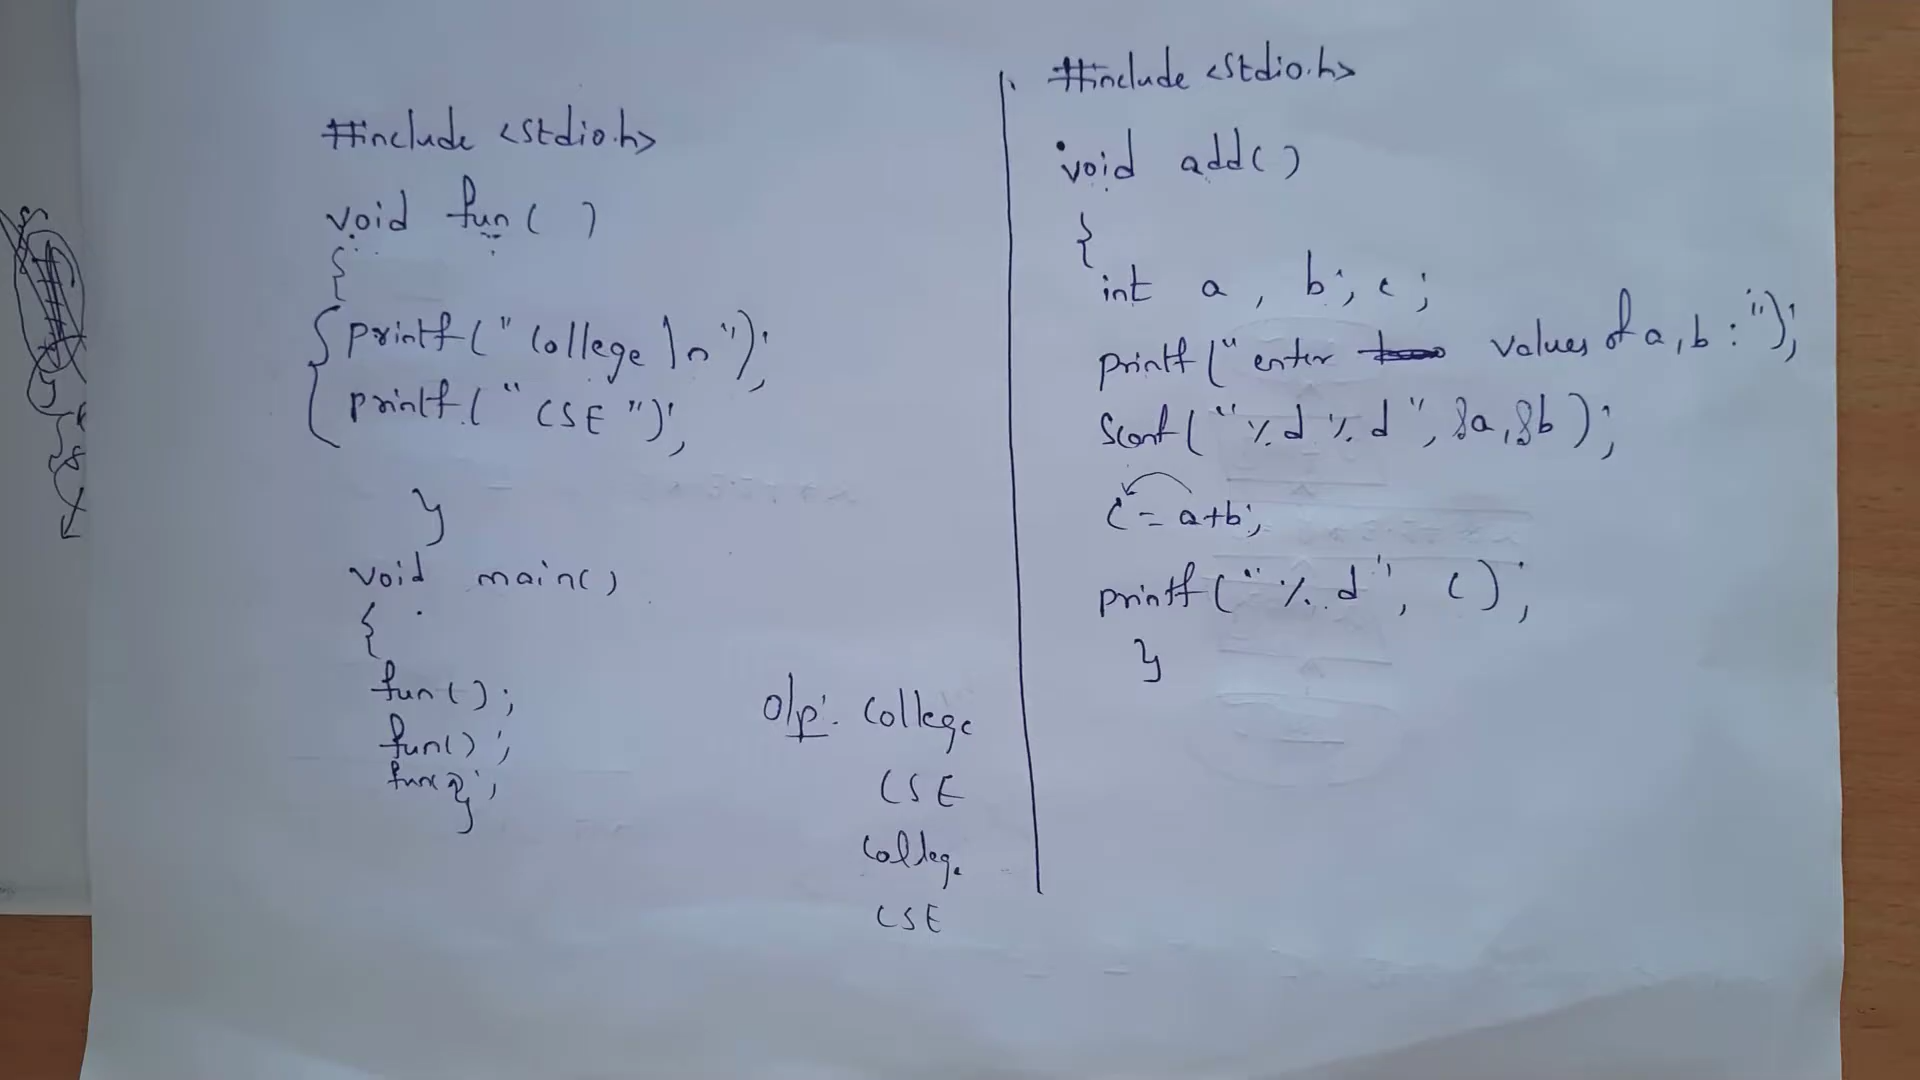 #include <stdio.h>
void fun( )
{
printf("College \n");
printf("CSE");
}
void main()
{
fun();
fun();
fun();
}
o/p: College
CSE
College
CSE
#include <stdio.h>
void add()
{
int a, b, c;
printf("enter values of a, b :");
Scanf("%d %d", &a, &b);
C = a+b;
printf("%d", c);
}